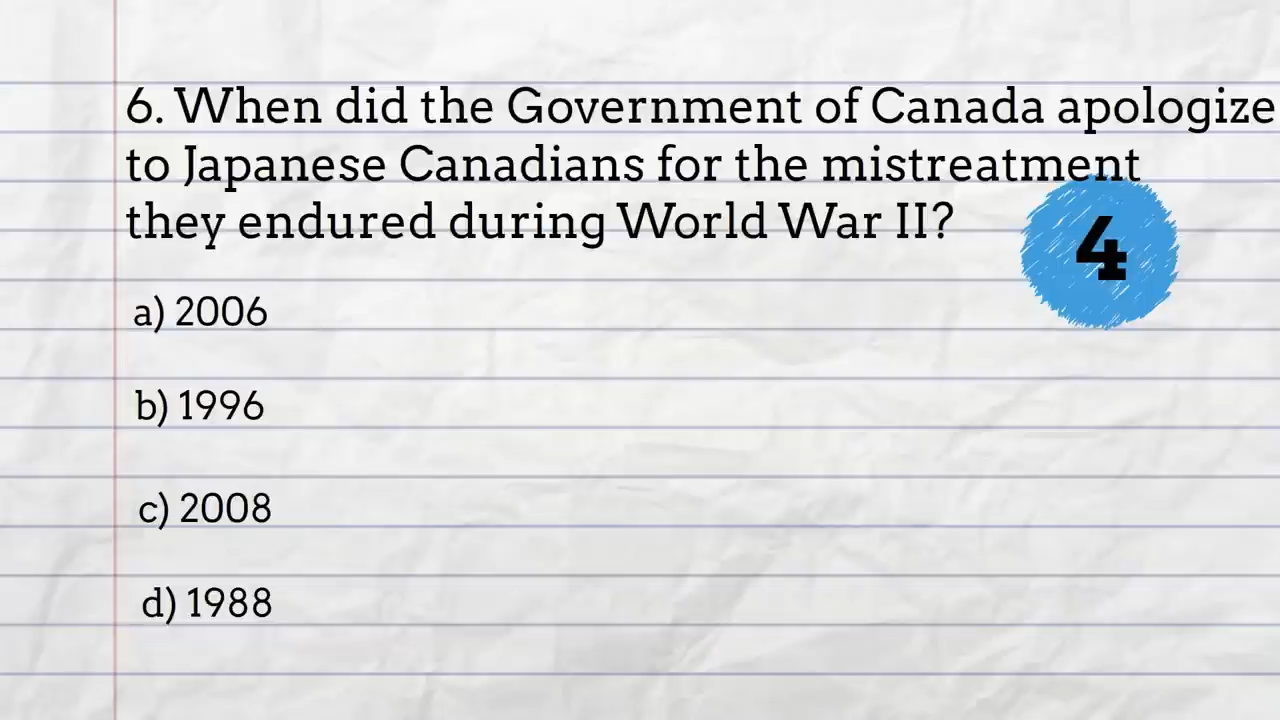 6. When did the Government of Canada apologize
to Japanese Canadians for the mistreatment
they endured during World War II?
4
a) 2006
b) 1996
c) 2008
d) 1988